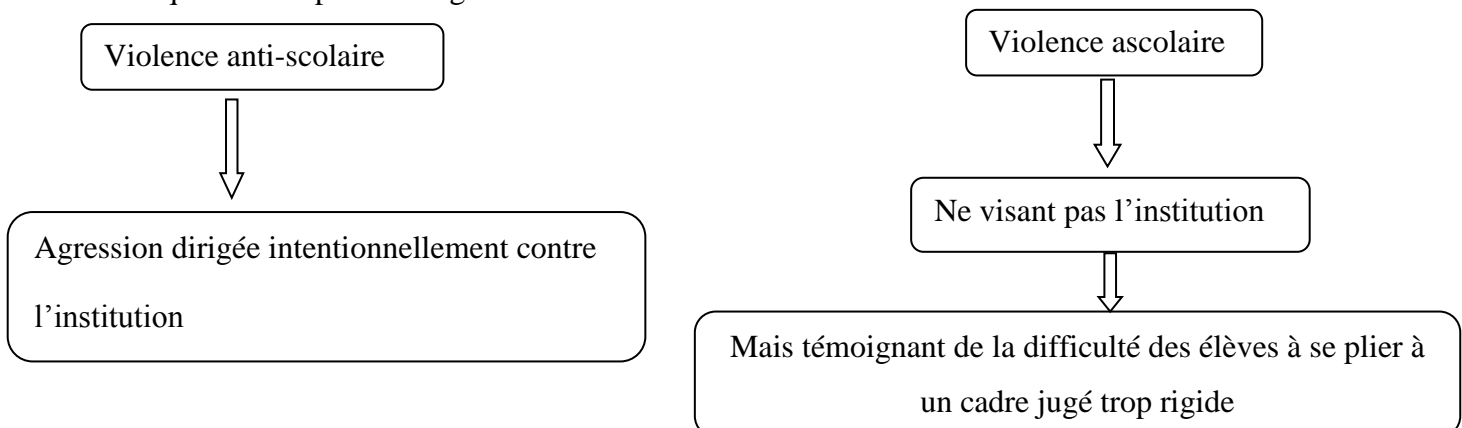 Violence anti-scolaire
Agression dirigée intentionnellement contre
l’institution
Violence ascolaire
Ne visant pas l’institution
Mais témoignant de la difficulté des élèves à se plier à
un cadre jugé trop rigide